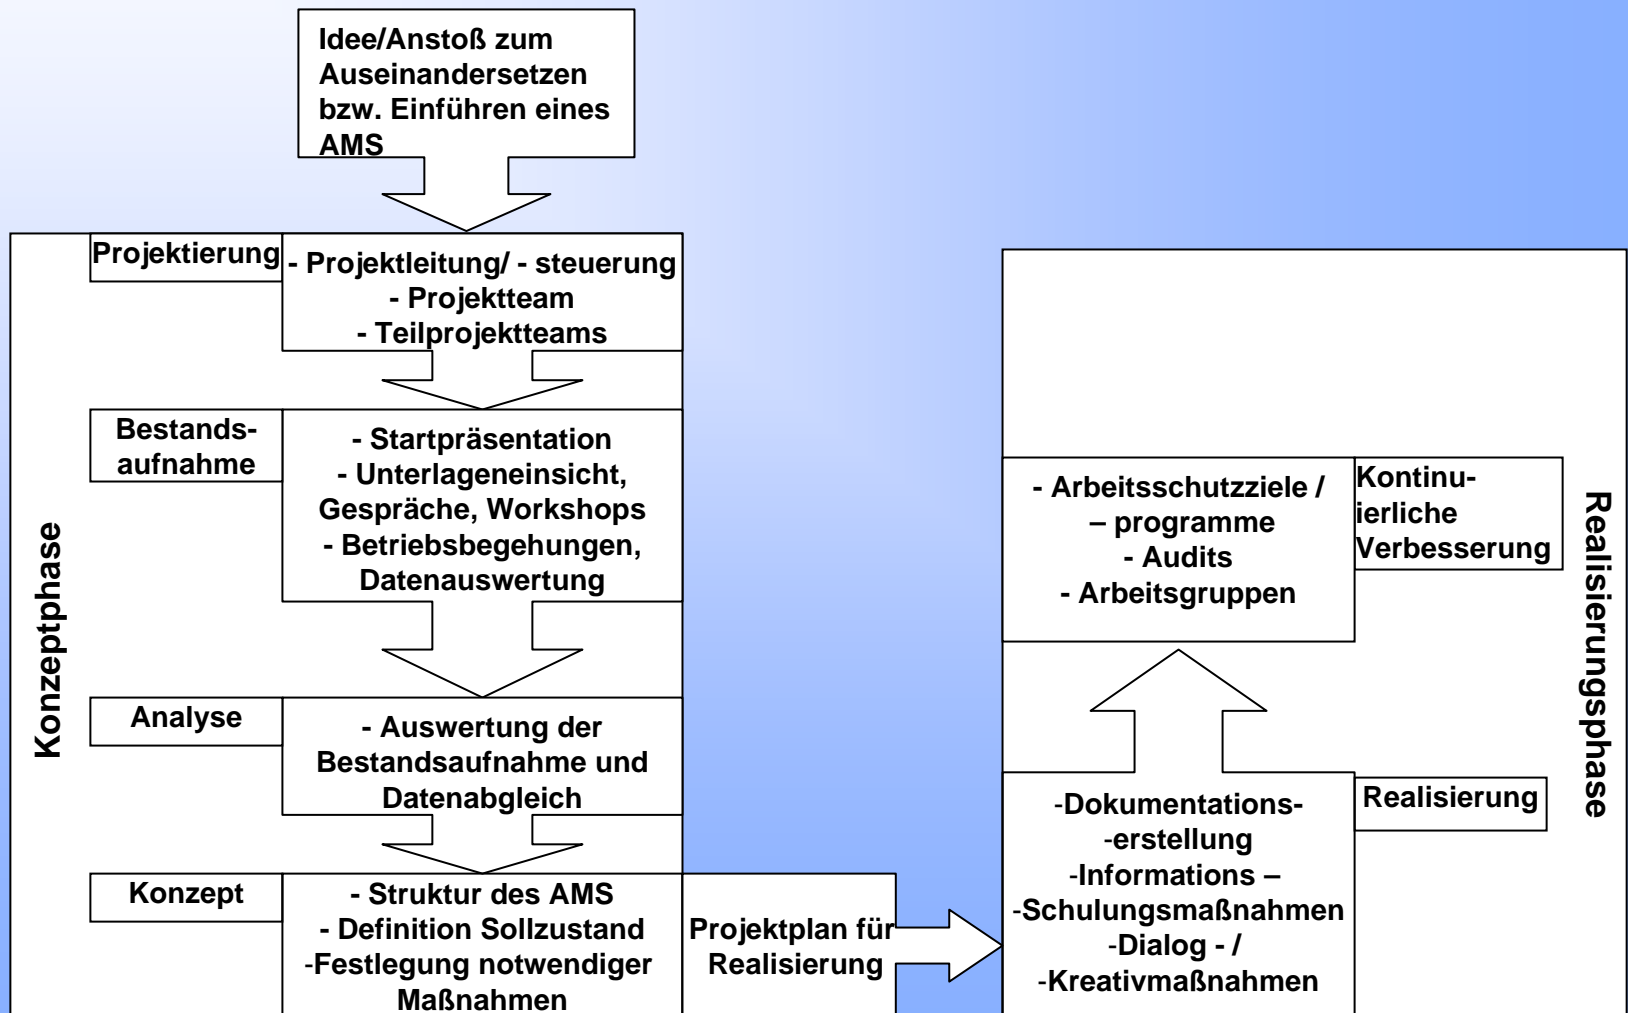 Idee/Anstoß zum
Auseinandersetzen
bzw. Einführen eines
AMS
Konzeptphase
Projektierung
- Projektleitung/ - steuerung
- Projektteam
- Teilprojektteams
Bestands-
aufnahme
- Startpräsentation
- Unterlageneinsicht,
Gespräche, Workshops
- Betriebsbegehungen,
Datenauswertung
Analyse
- Auswertung der
Bestandsaufnahme und
Datenabgleich
Konzept
- Struktur des AMS
- Definition Sollzustand
-Festlegung notwendiger
Maßnahmen
Projektplan für
Realisierung
-Dokumentations-
-erstellung
-Informations –
-Schulungsmaßnahmen
-Dialog - /
-Kreativmaßnahmen
Realisierung
- Arbeitsschutzziele /
– programme
- Audits
- Arbeitsgruppen
Kontinu-
ierliche
Verbesserung
Realisierungsphase